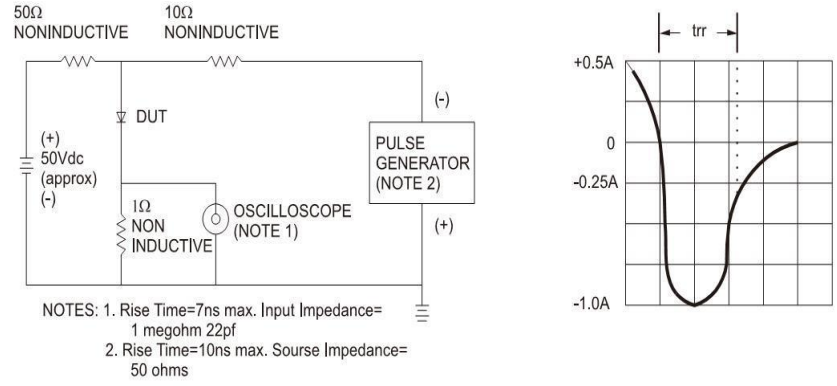 50Ω
NONINDUCTIVE
10Ω
NONINDUCTIVE
DUT
(+)
50Vdc
(approx)
(-)
1Ω
NON
INDUCTIVE
OSCILLOSCOPE
(NOTE 1)
(-)
PULSE
GENERATOR
(NOTE 2)
(+)
NOTES: 1. Rise Time=7ns max. Input Impedance=
1 megohm 22pf
2. Rise Time=10ns max. Sourse Impedance=
50 ohms
trr
+0.5A
0
-0.25A
-1.0A